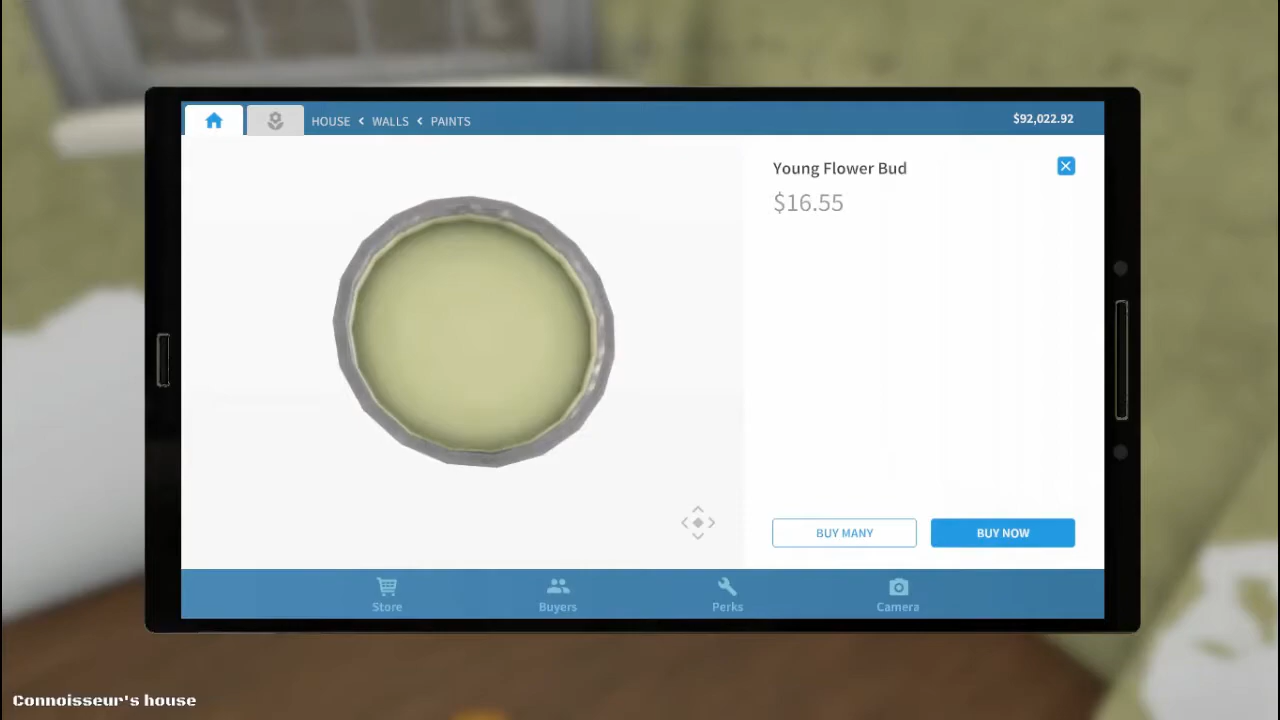 HOUSE < WALLS < PAINTS
$92,022.92
Young Flower Bud
$16.55
BUY MANY
BUY NOW
Store
Buyers
Perks
Camera
Connoisseur's house